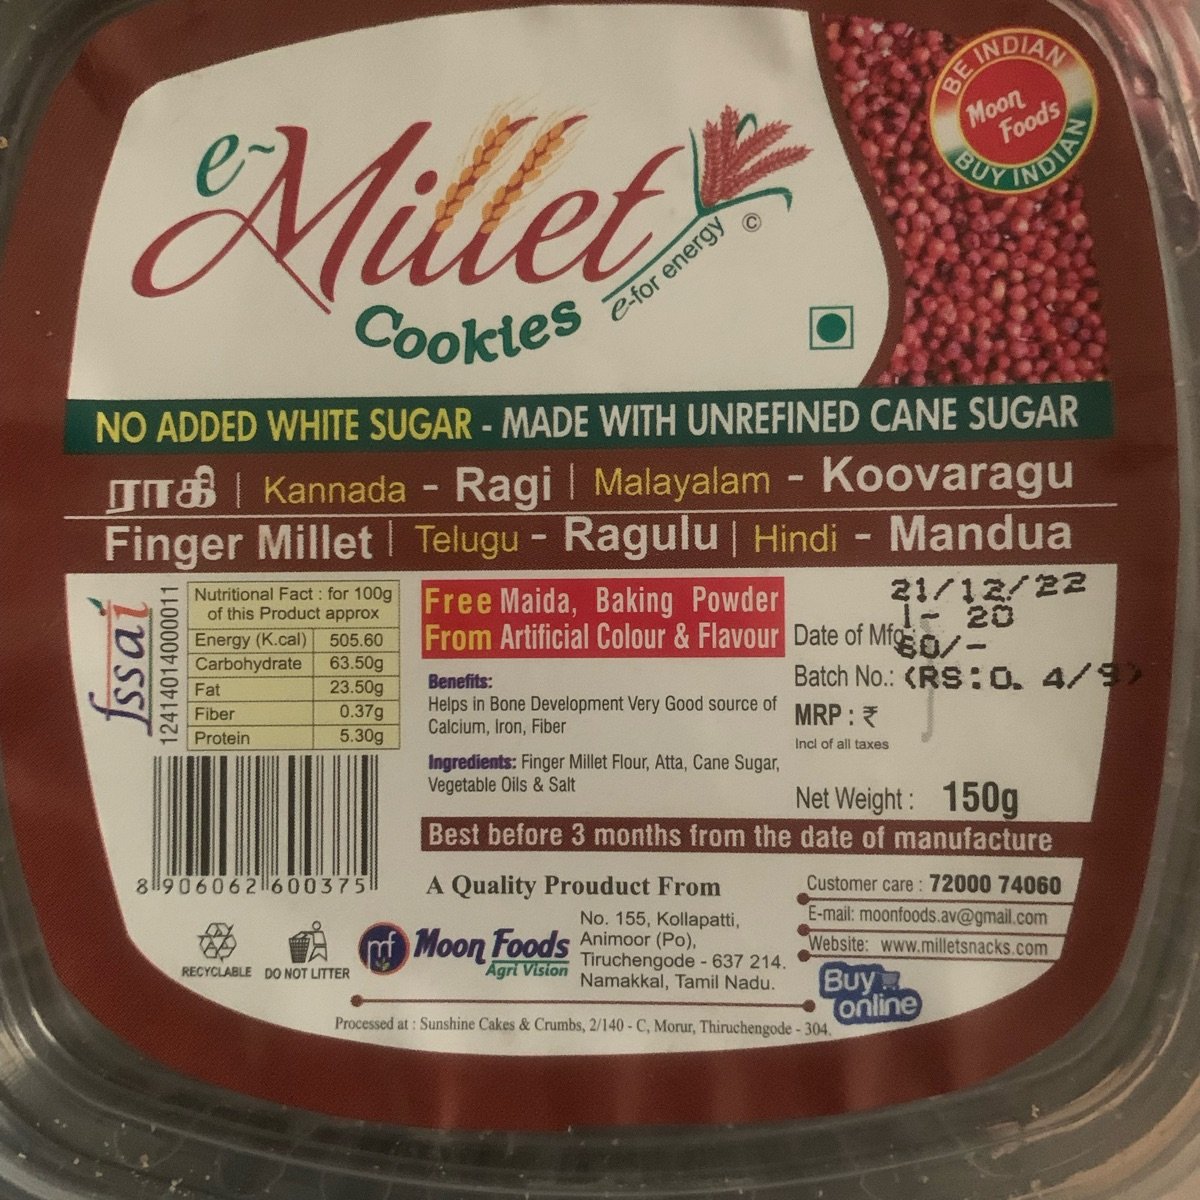 e~Millet
Cookies
e-for energy ©
BE INDIAN
Moon
Foods
BUY INDIAN
NO ADDED WHITE SUGAR - MADE WITH UNREFINED CANE SUGAR
ராகி | Kannada - Ragi | Malayalam - Koovaragu
Finger Millet | Telugu - Ragulu | Hindi - Mandua
fssai
12414014000011
Nutritional Fact : for 100g
of this Product approx
Energy (K.cal) 505.60
Carbohydrate 63.50g
Fat 23.50g
Fiber 0.37g
Protein 5.30g
8 906062 600375
RECYCLABLE DO NOT LITTER
Free Maida, Baking Powder
From Artificial Colour & Flavour
Benefits:
Helps in Bone Development Very Good source of
Calcium, Iron, Fiber
Ingredients: Finger Millet Flour, Atta, Cane Sugar,
Vegetable Oils & Salt
21/12/22
1- 20
Date of Mfg.:
60/-
Batch No.: (RS:0. 4/9)
MRP : ₹
Incl of all taxes
Net Weight : 150g
Best before 3 months from the date of manufacture
A Quality Prouduct From
mf Moon Foods
Agri Vision
No. 155, Kollapatti,
Animoor (Po),
Tiruchengode - 637 214.
Namakkal, Tamil Nadu.
Customer care : 72000 74060
E-mail: moonfoods.av@gmail.com
Website: www.milletsnacks.com
Buy
online
Processed at : Sunshine Cakes & Crumbs, 2/140 - C, Morur, Thiruchengode - 304.